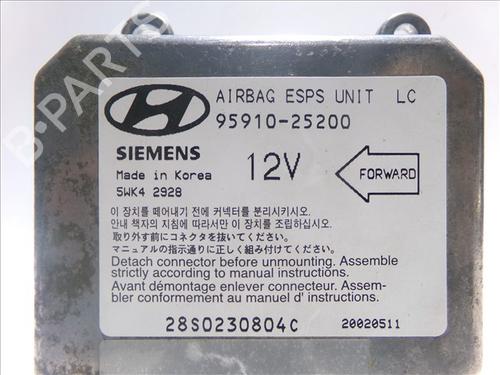 B-PARTS
AIRBAG ESPS UNIT LC
95910-25200
SIEMENS
Made in Korea
5WK4 2928
12V
FORWARD
이 장치를 떼어내기 전에 커넥터를 분리시키시오.
안내 책자의 지침에 따라서 이 장치를 조립하십시오.
取り外す前にコネクタを抜いてください。
マニュアルの指示通りに正しく組み付けてください。
Detach connector before unmounting. Assemble
strictly according to manual instructions.
Avant démontage enlever connecteur. Assem-
bler conformement au manuel d' instructions.
28S0230804C
20020511